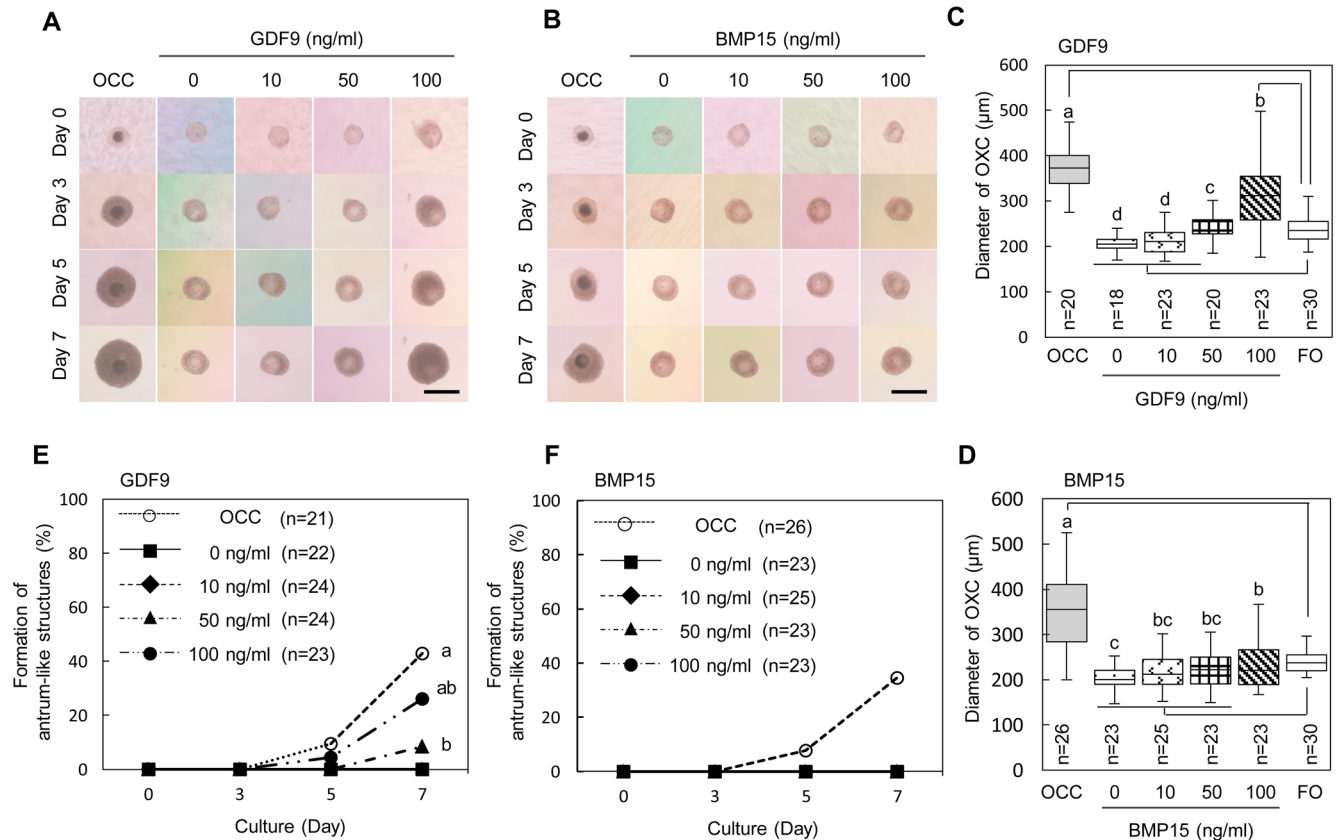 A
GDF9 (ng/ml)
OCC 0 10 50 100
Day 0
Day 3
Day 5
Day 7
B
BMP15 (ng/ml)
OCC 0 10 50 100
Day 0
Day 3
Day 5
Day 7
C
GDF9
Diameter of OXC (μm)
600
500
400
300
200
100
0
a
d
d
c
b
n=20
n=18
n=23
n=20
n=23
n=30
OCC 0 10 50 100 FO
GDF9 (ng/ml)
E
GDF9
Formation of
antrum-like structures (%)
100
80
60
40
20
0
OCC (n=21)
0 ng/ml (n=22)
10 ng/ml (n=24)
50 ng/ml (n=24)
100 ng/ml (n=23)
a
ab
b
0 3 5 7
Culture (Day)
F
BMP15
Formation of
antrum-like structures (%)
100
80
60
40
20
0
OCC (n=26)
0 ng/ml (n=23)
10 ng/ml (n=25)
50 ng/ml (n=23)
100 ng/ml (n=23)
0 3 5 7
Culture (Day)
D
BMP15
Diameter of OXC (μm)
600
500
400
300
200
100
0
a
c
bc
bc
b
n=26
n=23
n=25
n=23
n=23
n=30
OCC 0 10 50 100 FO
BMP15 (ng/ml)